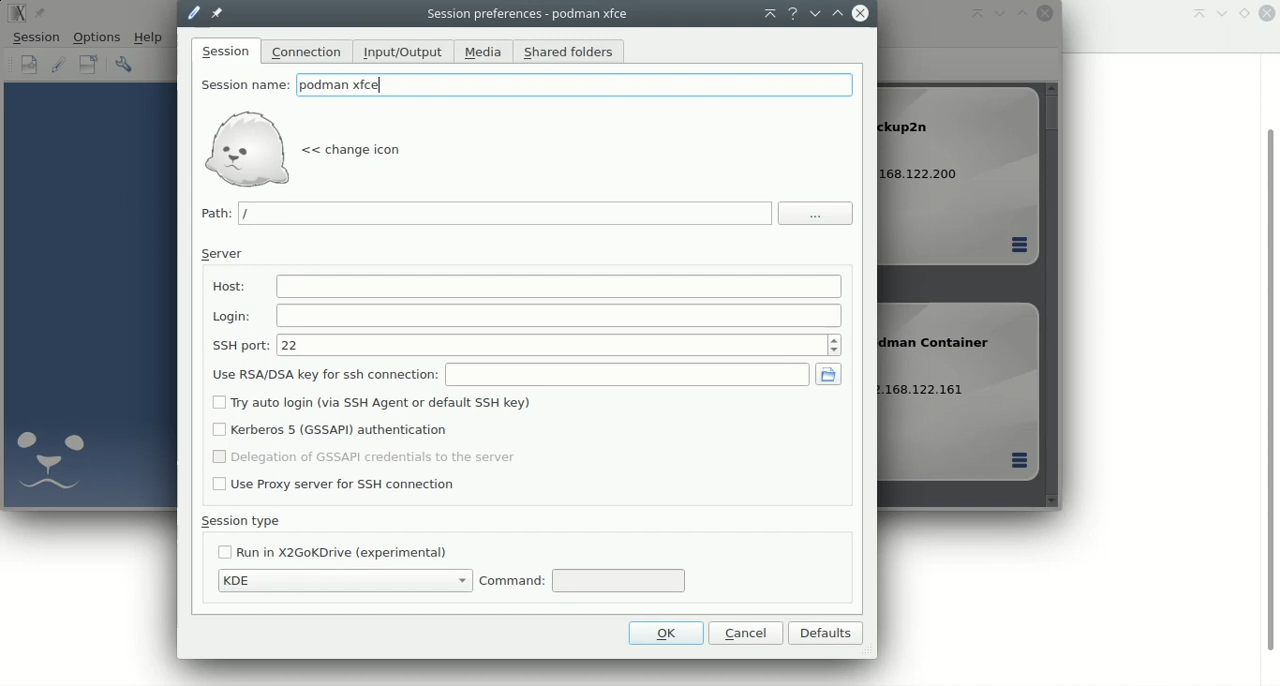 Session preferences - podman xfce
Session Options Help
Session Connection Input/Output Media Shared folders
Session name: podman xfce
<< change icon
Path: / ...
Server
Host:
Login:
SSH port: 22
Use RSA/DSA key for ssh connection:
Try auto login (via SSH Agent or default SSH key)
Kerberos 5 (GSSAPI) authentication
Delegation of GSSAPI credentials to the server
Use Proxy server for SSH connection
Session type
Run in X2GoKDrive (experimental)
KDE Command:
OK Cancel Defaults
ckup2n
168.122.200
dman Container
2.168.122.161